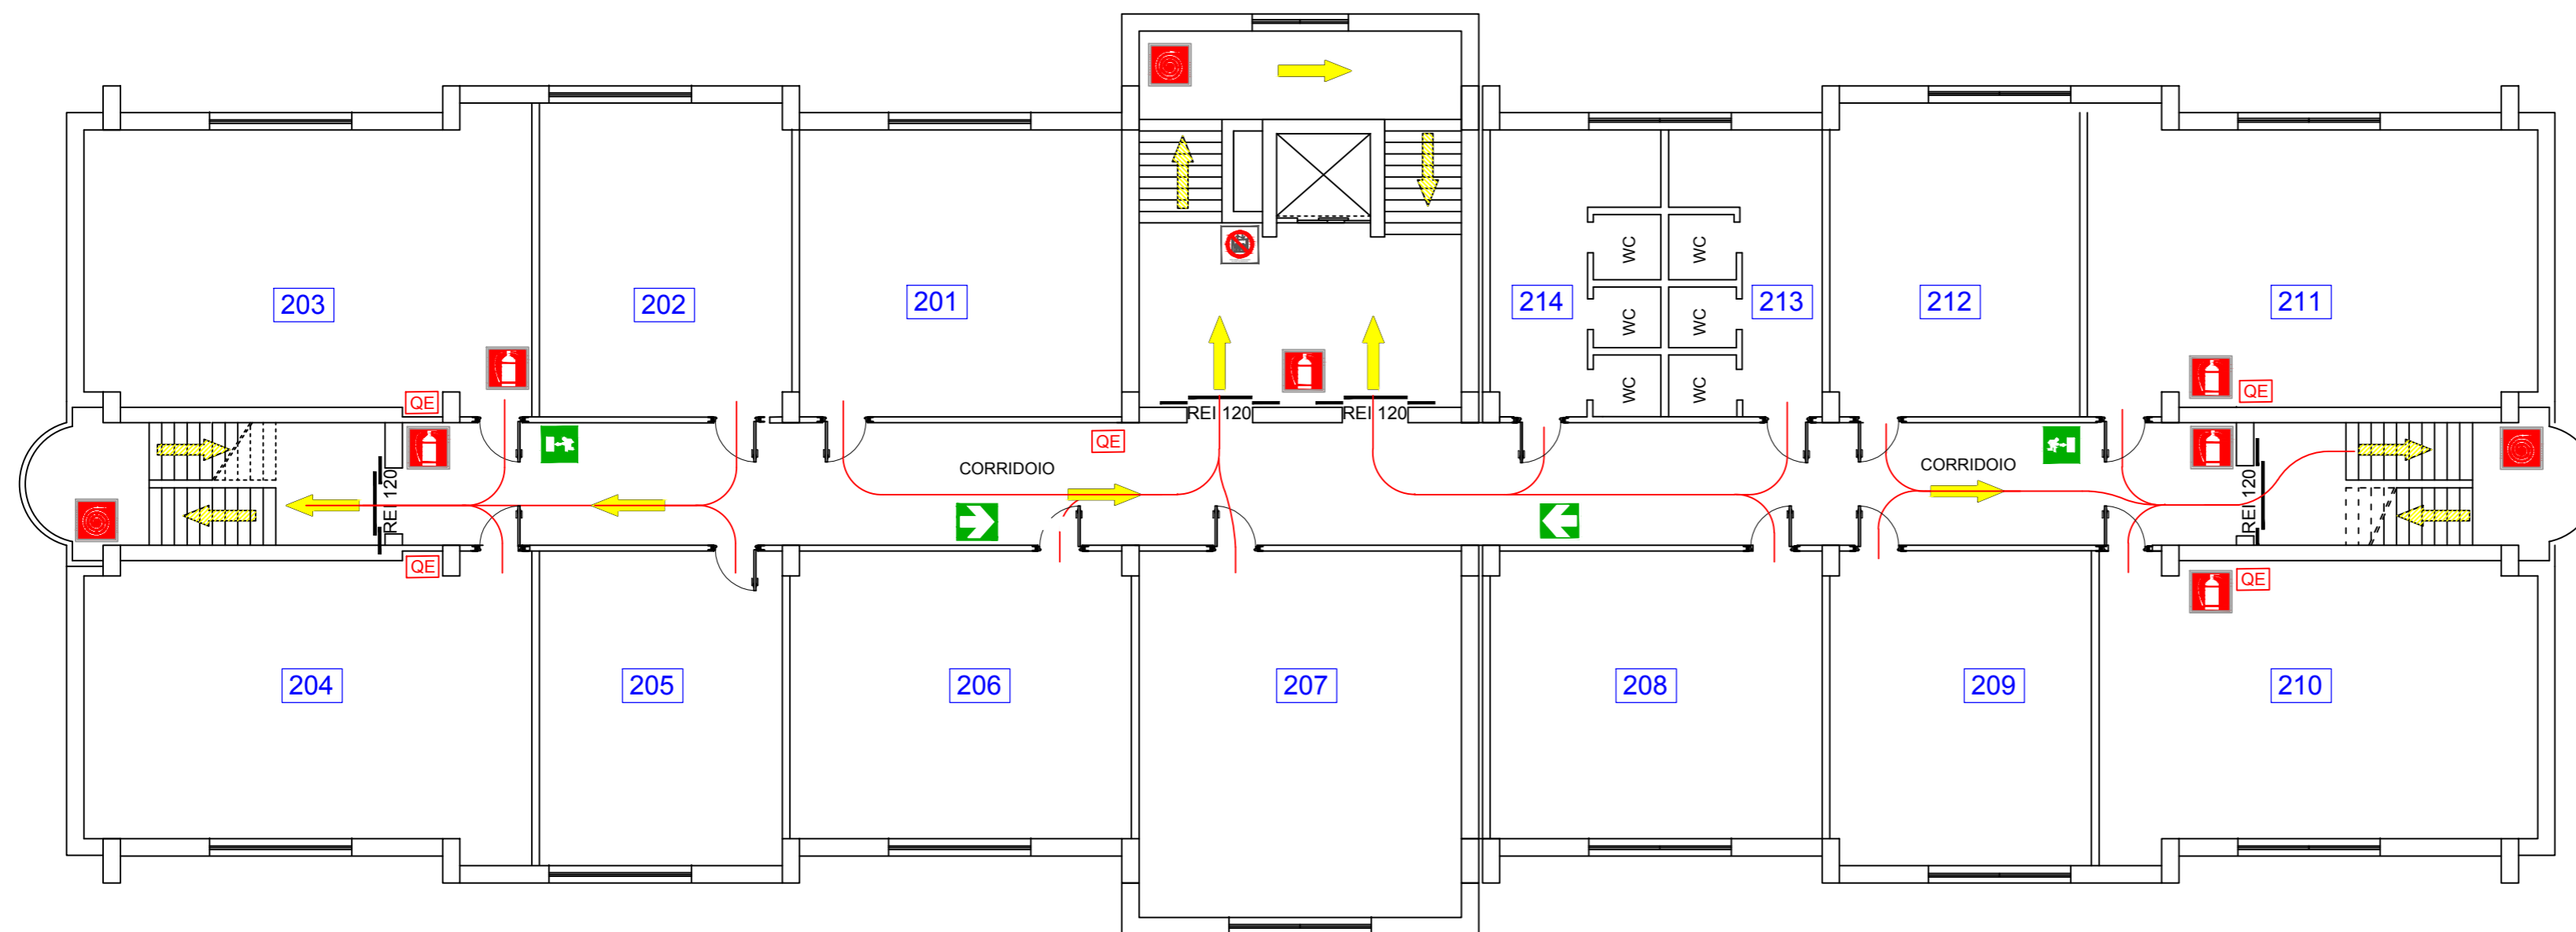 203
202
201
214
WC
WC
WC
WC
WC
WC
213
212
211
QE
QE
REI 120
REI 120
QE
CORRIDOIO
CORRIDOIO
REI 120
REI 120
QE
QE
204
205
206
207
208
209
210